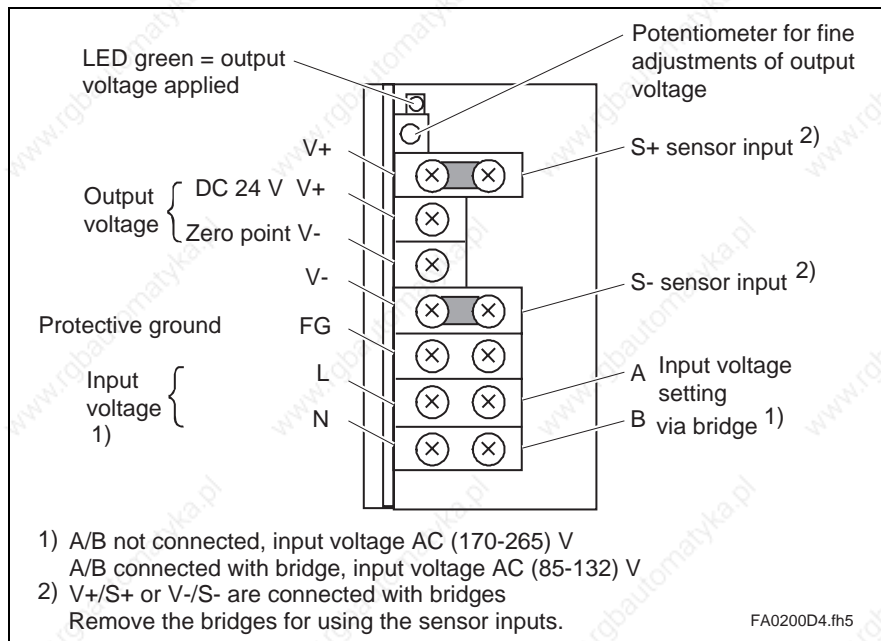 LED green = output
voltage applied
Potentiometer for fine
adjustments of output
voltage
V+
S+ sensor input 2)
Output
voltage
DC 24 V V+
Zero point V-
V-
S- sensor input 2)
Protective ground
FG
Input
voltage
1)
L
N
A
B
Input voltage
setting
via bridge 1)
1) A/B not connected, input voltage AC (170-265) V
A/B connected with bridge, input voltage AC (85-132) V
2) V+/S+ or V-/S- are connected with bridges
Remove the bridges for using the sensor inputs.
FA0200D4.fh5
www.rgbautomatyka.pl